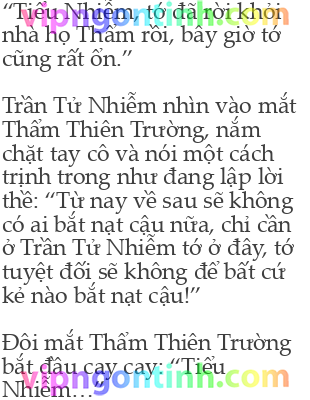 “Tiểu Nhiễm, tớ đã rời khỏi
nhà họ Thẩm rồi, bây giờ tớ
cũng rất ổn.”
Trần Tử Nhiễm nhìn vào mắt
Thẩm Thiên Trường, nắm
chặt tay cô và nói một cách
trịnh trong như đang lập lời
thề: “Từ nay về sau sẽ không
có ai bắt nạt cậu nữa, chỉ cần
ở Trần Tử Nhiễm tớ ở đây, tớ
tuyệt đối sẽ không để bất cứ
kẻ nào bắt nạt cậu!”
Đôi mắt Thẩm Thiên Trường
bắt đầu cay cay: “Tiểu
Nhiễm…”
vipngontinh.com
vipngontinh.com